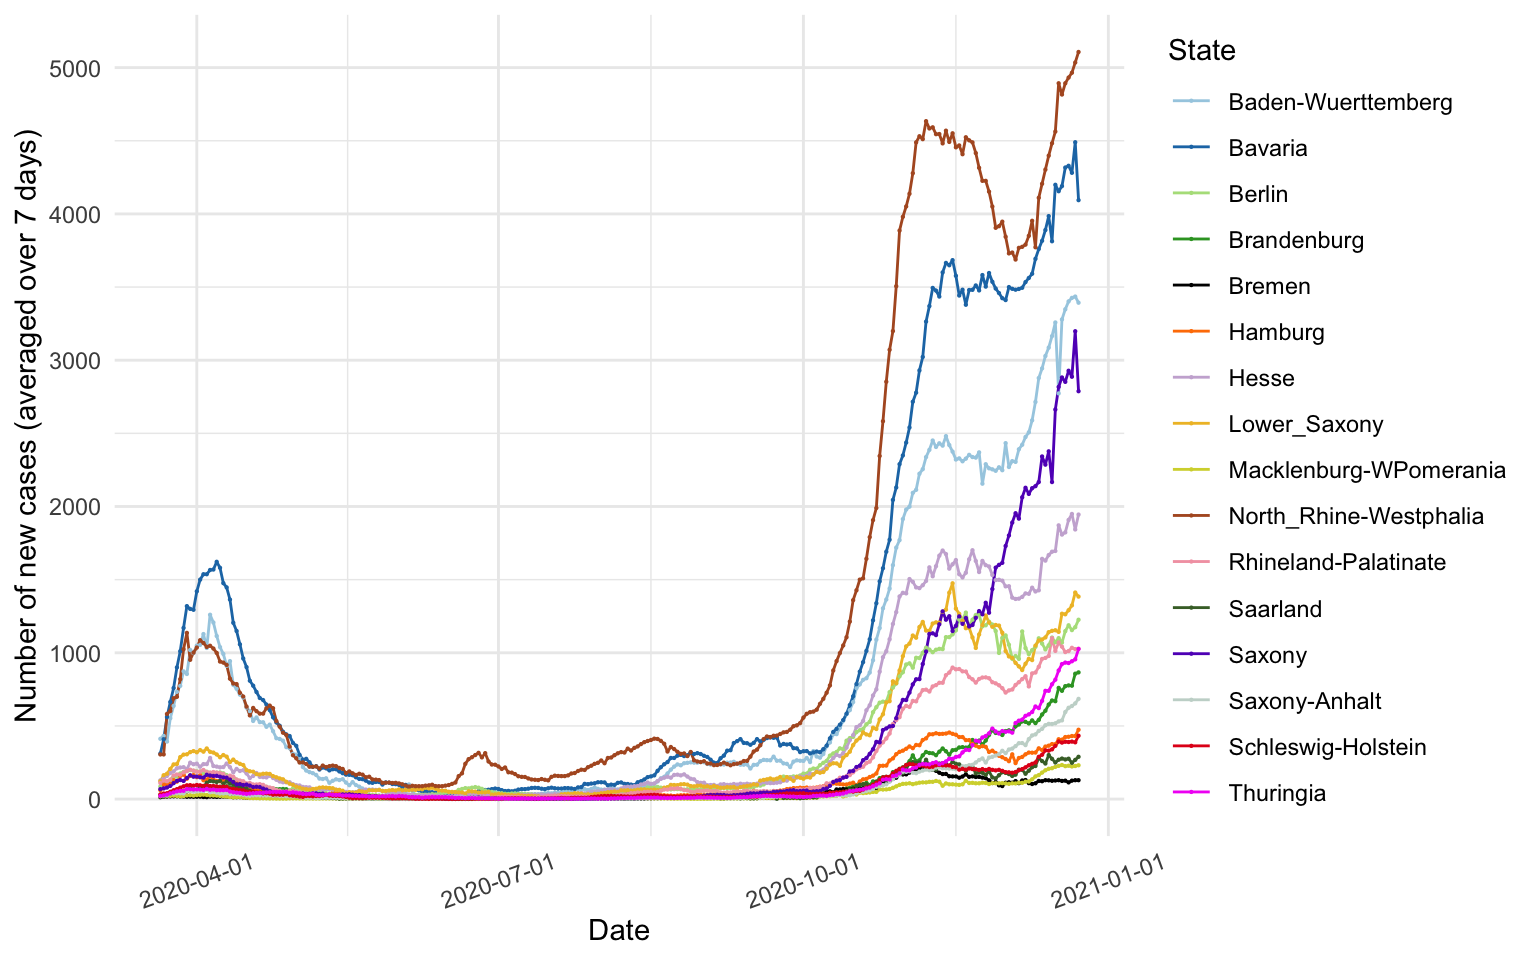 Number of new cases (averaged over 7 days)
5000
4000
3000
2000
1000
0
2020-04-01
2020-07-01
2020-10-01
2021-01-01
Date
State
Baden-Wuerttemberg
Bavaria
Berlin
Brandenburg
Bremen
Hamburg
Hesse
Lower_Saxony
Macklenburg-WPomerania
North_Rhine-Westphalia
Rhineland-Palatinate
Saarland
Saxony
Saxony-Anhalt
Schleswig-Holstein
Thuringia